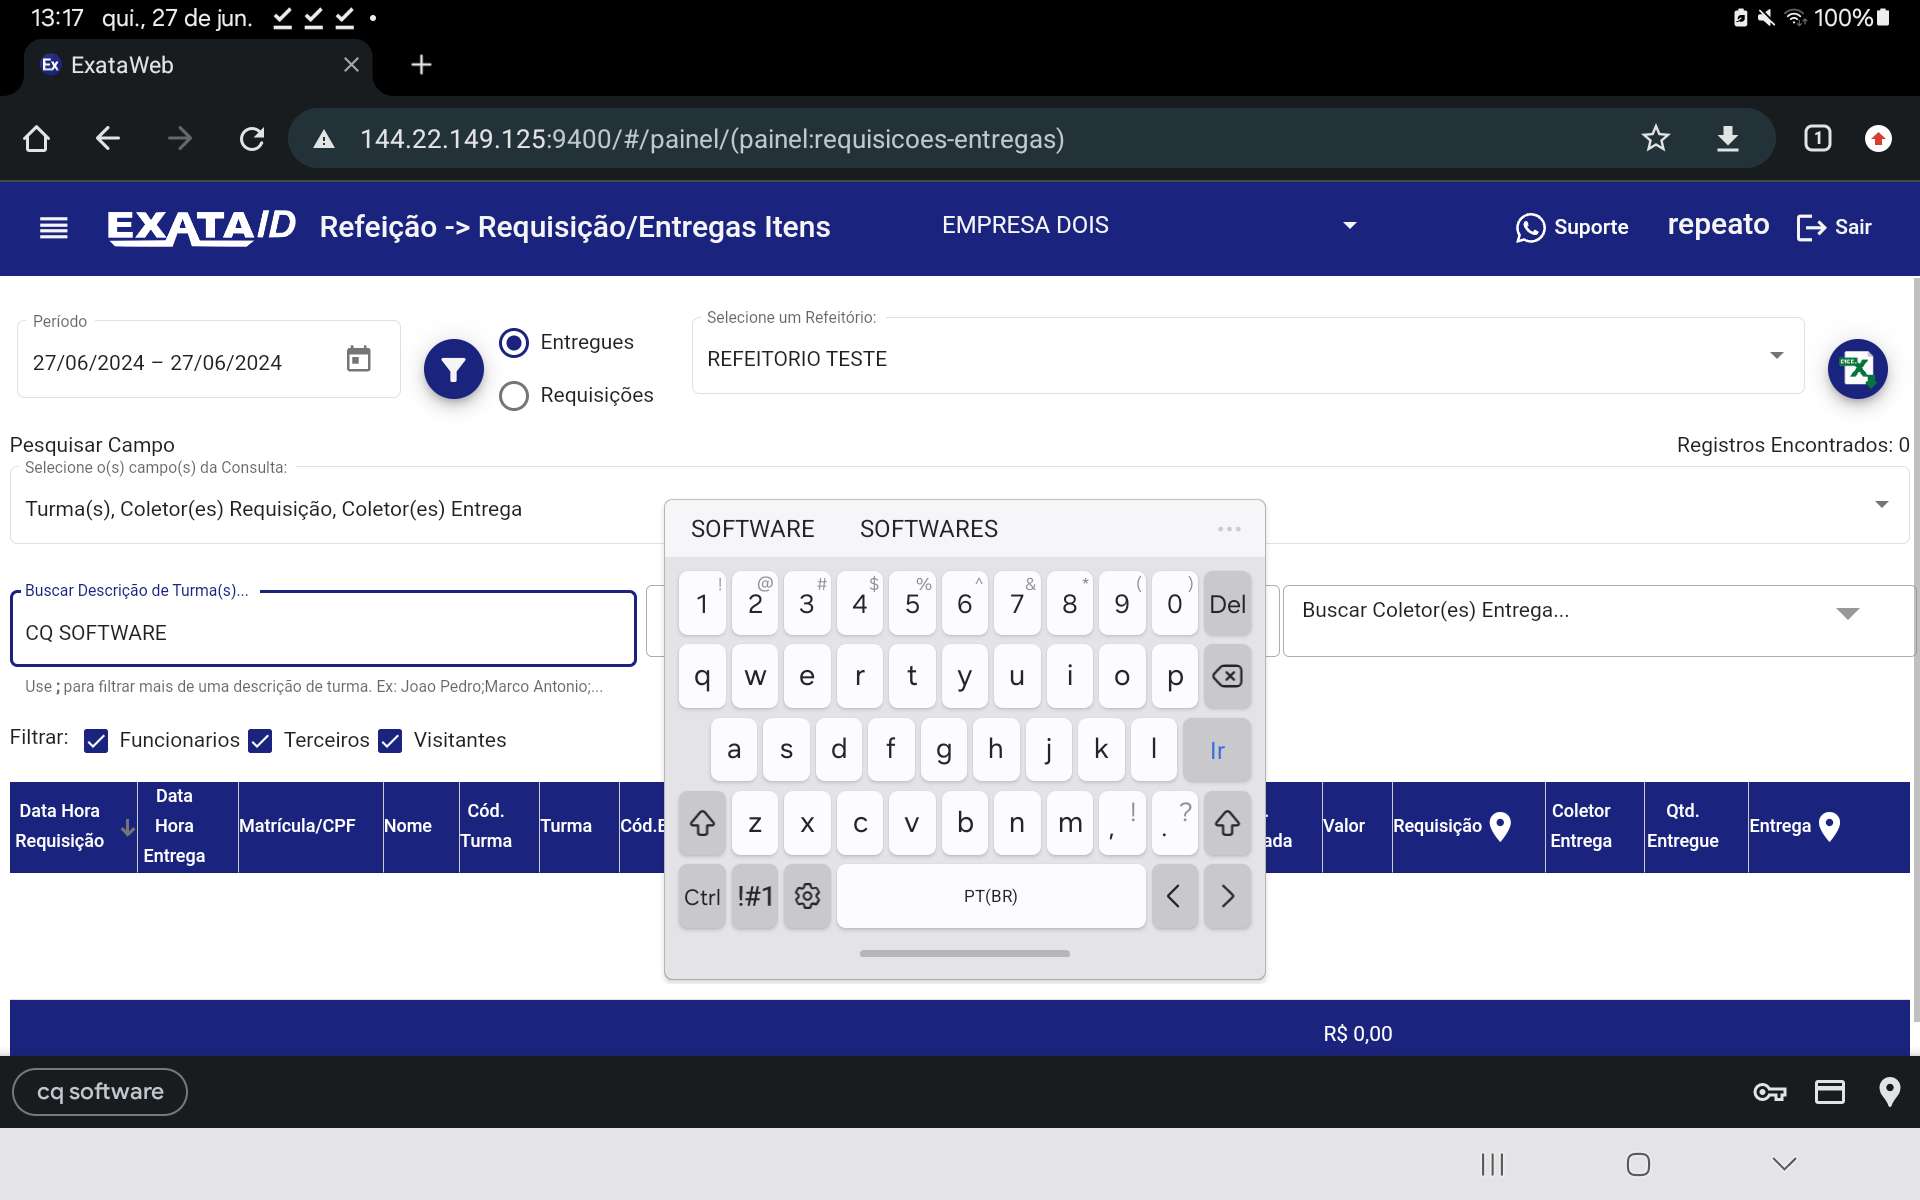 13:17 qui., 27 de jun. 100%
Ex ExataWeb
144.22.149.125:9400/#/painel/(painel:requisicoes-entregas) 1
EXATA ID Refeição -> Requisição/Entregas Itens EMPRESA DOIS Suporte repeato Sair
Período
27/06/2024 – 27/06/2024
Entregues
Requisições
Selecione um Refeitório:
REFEITORIO TESTE
Pesquisar Campo Registros Encontrados: 0
Selecione o(s) campo(s) da Consulta:
Turma(s), Coletor(es) Requisição, Coletor(es) Entrega
Buscar Descrição de Turma(s)...
CQ SOFTWARE
Use ; para filtrar mais de uma descrição de turma. Ex: Joao Pedro;Marco Antonio;...
Buscar Coletor(es) Entrega...
Filtrar: Funcionarios Terceiros Visitantes
Data Hora Requisição
Data Hora Entrega
Matrícula/CPF
Nome
Cód. Turma
Turma
Cód.E
ada
Valor
Requisição
Coletor Entrega
Qtd. Entregue
Entrega
SOFTWARE SOFTWARES ...
! @ # $ % ^ & * ( )
1 2 3 4 5 6 7 8 9 0 Del
q w e r t y u i o p
a s d f g h j k l Ir
z x c v b n m , ! . ?
Ctrl !#1 PT(BR) < >
R$ 0,00
cq software